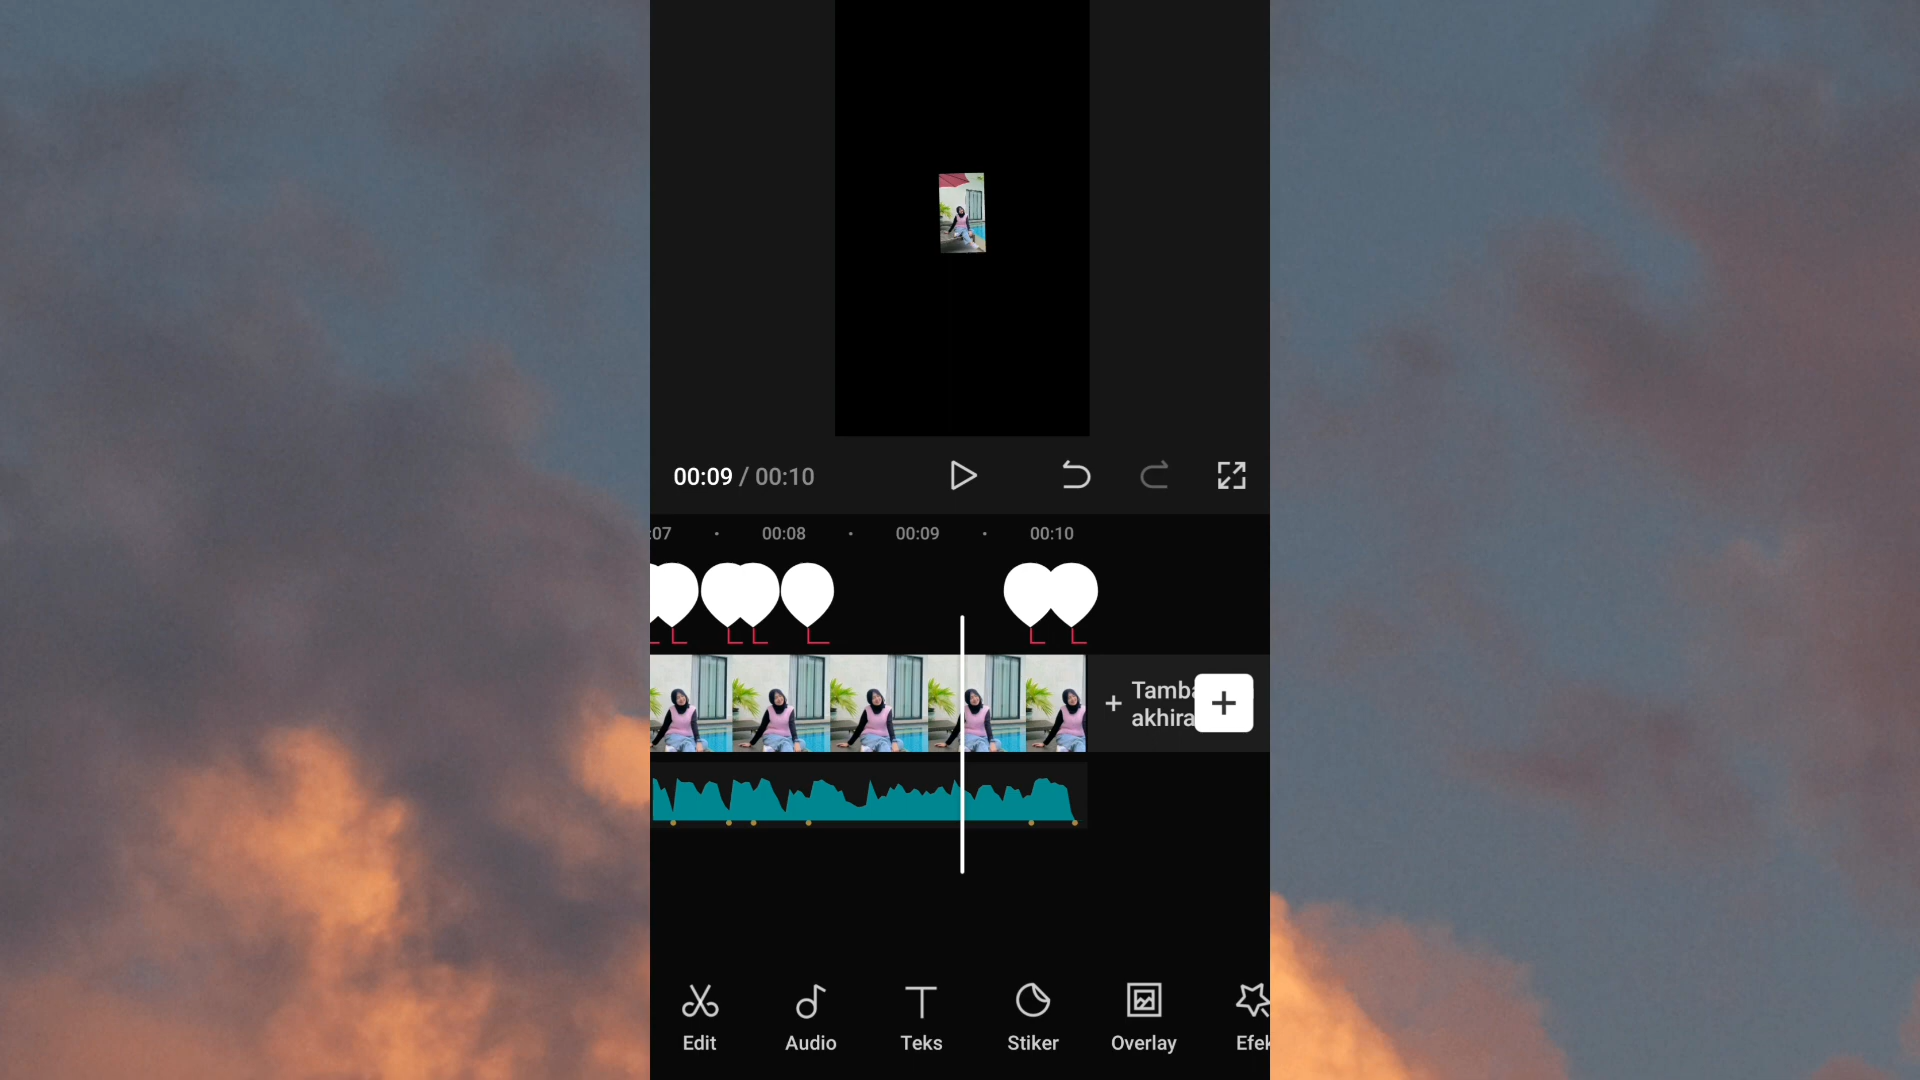 00:09 / 00:10
:07 00:08 00:09 00:10
+ Tamba
akhira
Edit Audio Teks Stiker Overlay Efek